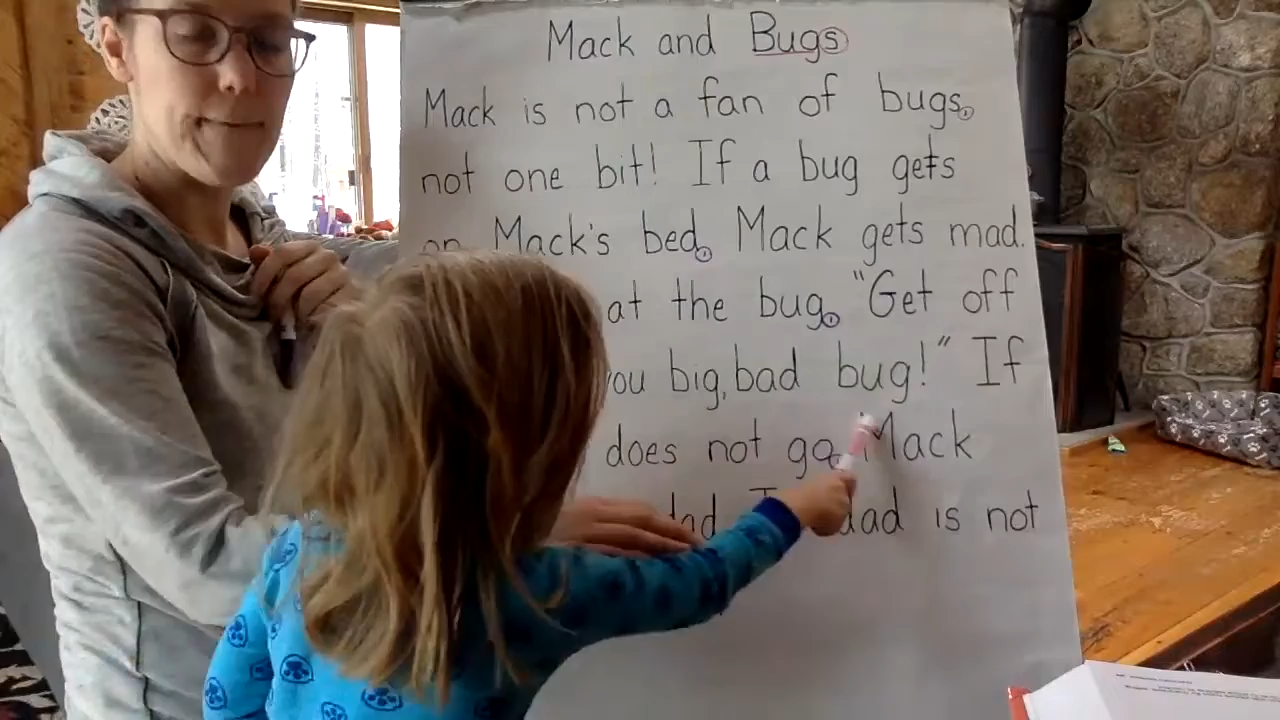 Mack and Bugs
Mack is not a fan of bugs,
not one bit! If a bug gets
on Mack's bed, Mack gets mad.
at the bug, "Get off
you big, bad bug!" If
does not go, Mack
dad is not